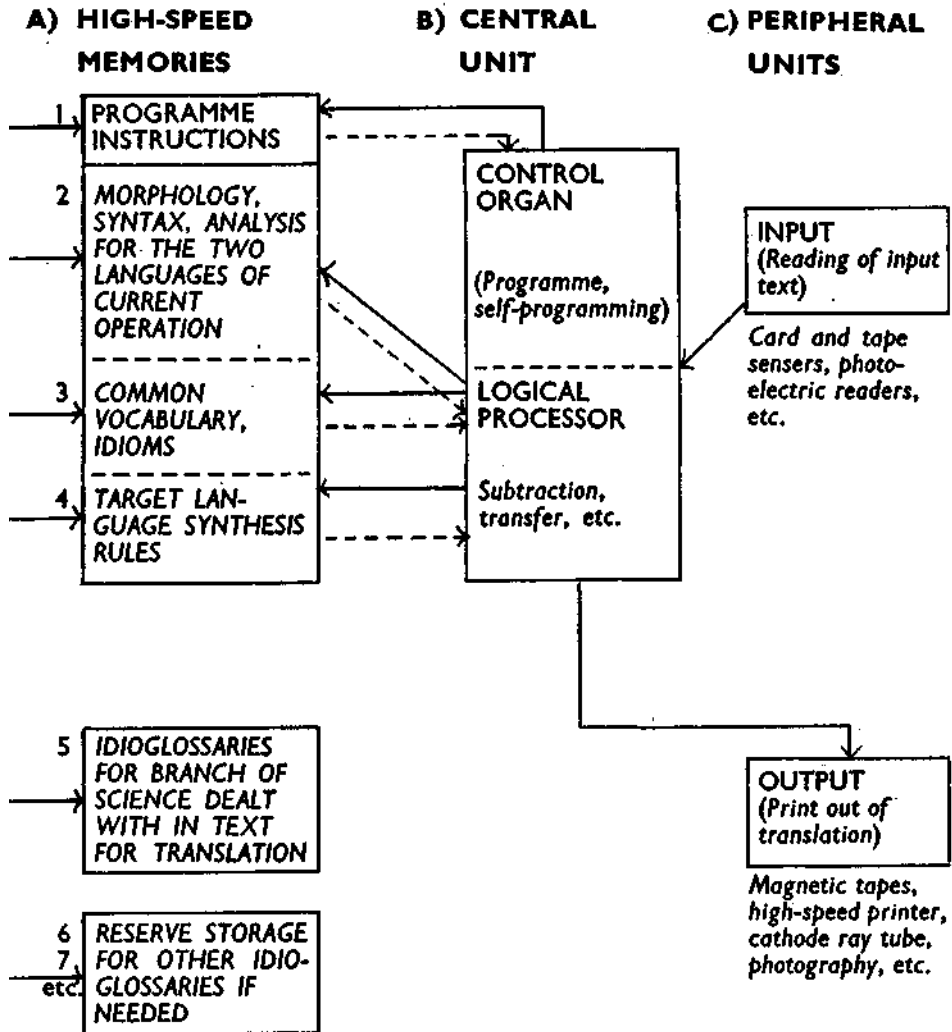 A) HIGH-SPEED
MEMORIES
B) CENTRAL
UNIT
C) PERIPHERAL
UNITS
1 PROGRAMME
INSTRUCTIONS
2 MORPHOLOGY,
SYNTAX, ANALYSIS
FOR THE TWO
LANGUAGES OF
CURRENT
OPERATION
3 COMMON
VOCABULARY,
IDIOMS
4 TARGET LAN-
GUAGE SYNTHESIS
RULES
5 IDIOGLOSSARIES
FOR BRANCH OF
SCIENCE DEALT
WITH IN TEXT
FOR TRANSLATION
6 RESERVE STORAGE
7 FOR OTHER IDIO-
etc. GLOSSARIES IF
NEEDED
CONTROL
ORGAN
(Programme,
self-programming)
LOGICAL
PROCESSOR
Subtraction,
transfer, etc.
INPUT
(Reading of input
text)
Card and tape
sensers, photo-
electric readers,
etc.
OUTPUT
(Print out of
translation)
Magnetic tapes,
high-speed printer,
cathode ray tube,
photography, etc.